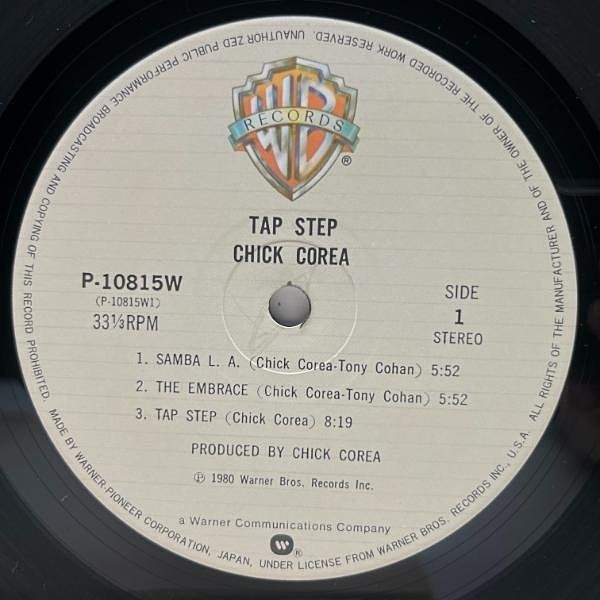 WB
RECORDS
®
TAP STEP
CHICK COREA
P-10815W
(P-10815W1)
33⅓RPM
SIDE
1
STEREO
1. SAMBA L. A. (Chick Corea-Tony Cohan) 5:52
2. THE EMBRACE (Chick Corea-Tony Cohan) 5:52
3. TAP STEP (Chick Corea) 8:19
PRODUCED BY CHICK COREA
Ⓟ 1980 Warner Bros. Records Inc.
a Warner Communications Company
®
MADE BY WARNER-PIONEER CORPORATION, JAPAN, UNDER LICENSE FROM WARNER BROS. RECORDS INC., U.S.A. ALL RIGHTS OF THE MANUFACTURER AND OF THE OWNER OF THE RECORDED WORK RESERVED. UNAUTHORIZED PUBLIC PERFORMANCE BROADCASTING AND COPYING OF THIS RECORD PROHIBITED.